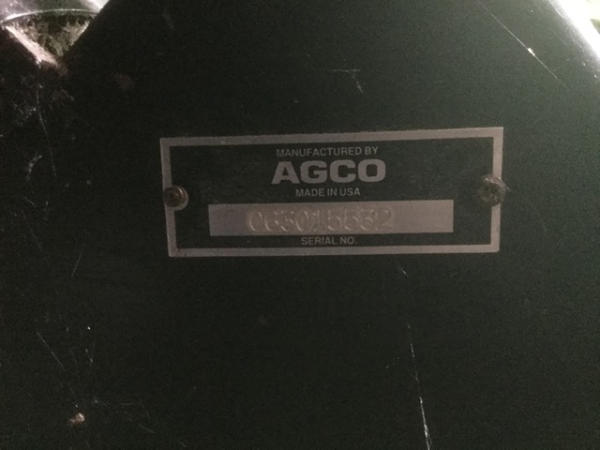 MANUFACTURED BY
AGCO
MADE IN USA
SERIAL NO.